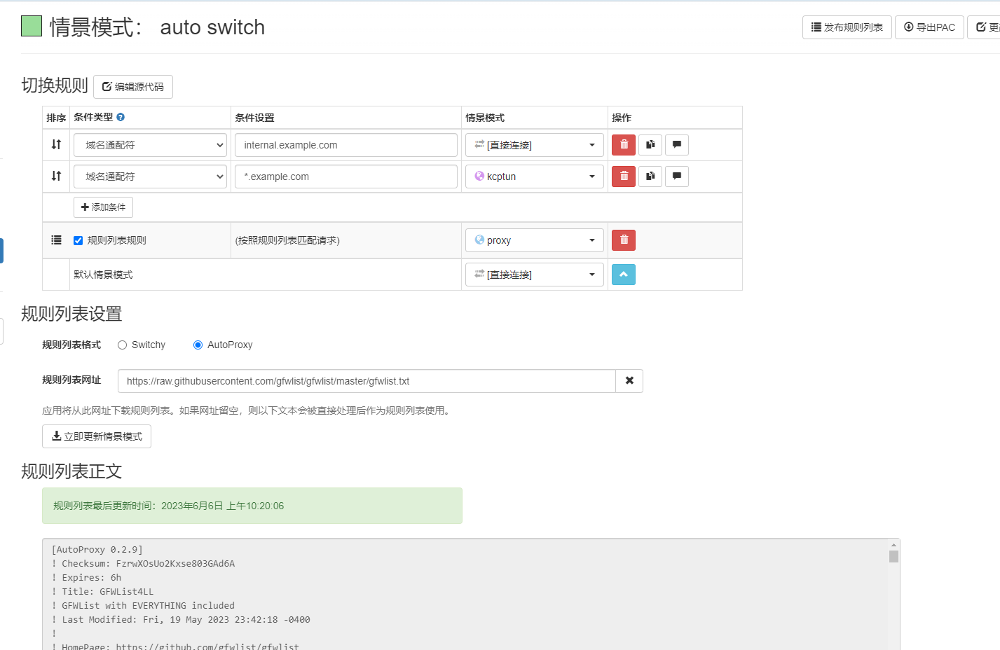 情景模式： auto switch
发布规则列表
导出PAC
切换规则
编辑源代码
排序 条件类型 条件设置 情景模式 操作
域名通配符 internal.example.com [直接连接]
域名通配符 *.example.com kcptun
添加条件
规则列表规则 (按照规则列表匹配请求) proxy
默认情景模式 [直接连接]
规则列表设置
规则列表格式 Switchy AutoProxy
规则列表网址 https://raw.githubusercontent.com/gfwlist/gfwlist/master/gfwlist.txt
应用将从此网址下载规则列表。如果网址留空，则以下文本会被直接处理后作为规则列表使用。
立即更新情景模式
规则列表正文
规则列表最后更新时间：2023年6月6日 上午10:20:06
[AutoProxy 0.2.9]
! Checksum: FzrwXOsUo2Kxse803GAd6A
! Expires: 6h
! Title: GFWList4LL
! GFWList with EVERYTHING included
! Last Modified: Fri, 19 May 2023 23:42:18 -0400
!
! HomePage: https://github.com/gfwlist/gfwlist